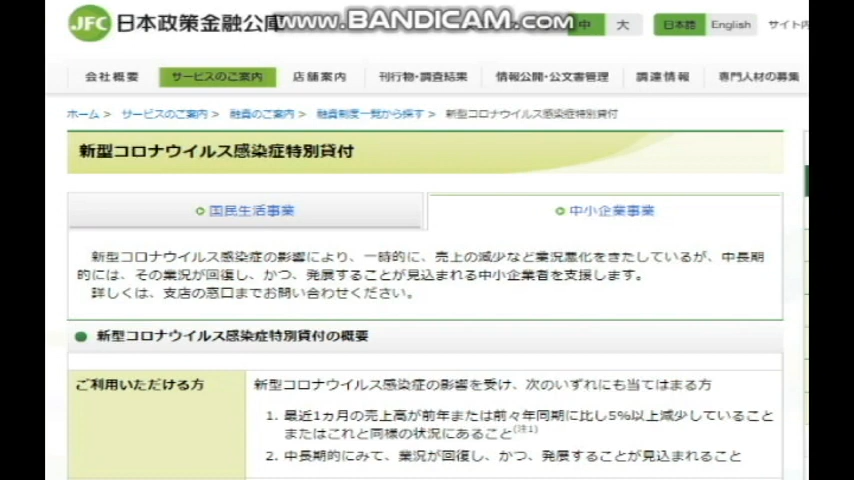 JFC 日本政策金融公庫
www.BANDICAM.com
中 大 日本語 English サイト内
会社概要 サービスのご案内 店舗案内 刊行物・調査結果 情報公開・公文書管理 調達情報 専門人材の募集
ホーム > サービスのご案内 > 融資のご案内 > 融資制度一覧から探す > 新型コロナウイルス感染症特別貸付
新型コロナウイルス感染症特別貸付
国民生活事業 中小企業事業
新型コロナウイルス感染症の影響により、一時的に、売上の減少など業況悪化をきたしているが、中長期
的には、その業況が回復し、かつ、発展することが見込まれる中小企業者を支援します。
詳しくは、支店の窓口までお問い合わせください。
新型コロナウイルス感染症特別貸付の概要
ご利用いただける方 新型コロナウイルス感染症の影響を受け、次のいずれにも当てはまる方
1. 最近1ヵ月の売上高が前年または前々年同期に比し5%以上減少していること
またはこれと同様の状況にあること(注1)
2. 中長期的にみて、業況が回復し、かつ、発展することが見込まれること